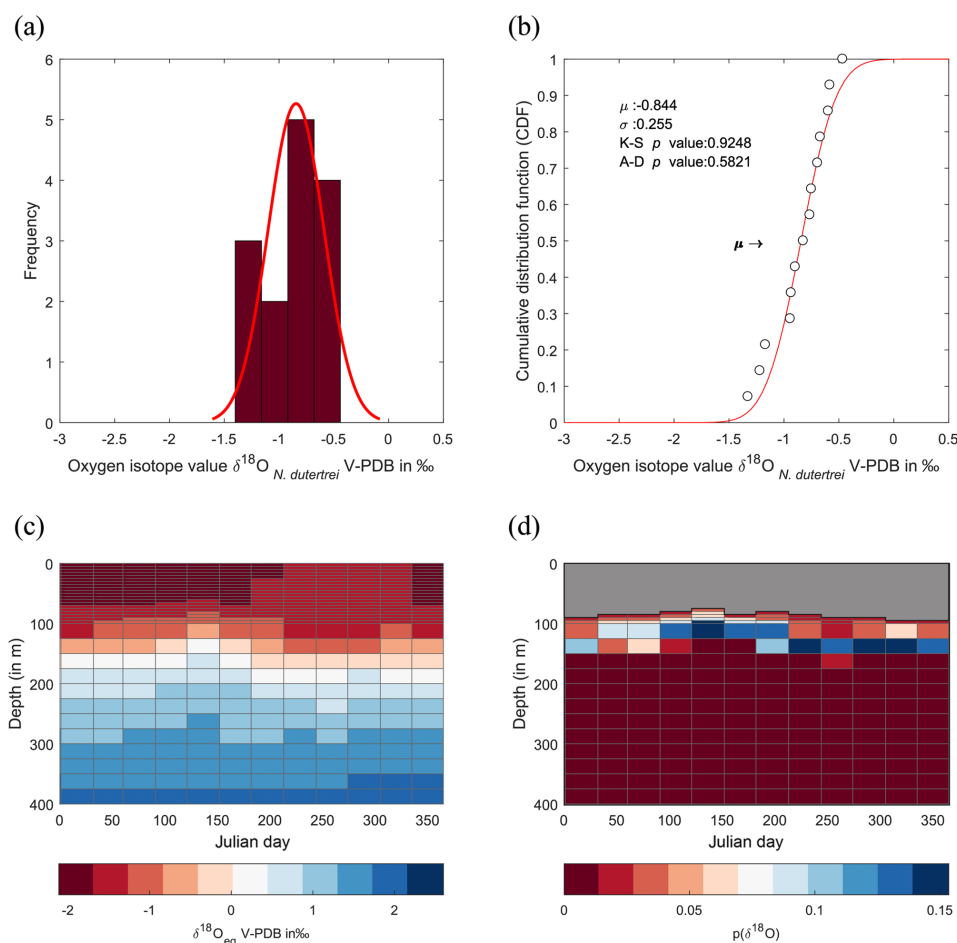 (a)
6
5
4
3
2
1
0
Frequency
-3 -2.5 -2 -1.5 -1 -0.5 0 0.5
Oxygen isotope value δ¹⁸O N. dutertrei V-PDB in ‰
(b)
1
0.9
0.8
0.7
0.6
0.5
0.4
0.3
0.2
0.1
0
Cumulative distribution function (CDF)
μ :-0.844
σ :0.255
K-S p value:0.9248
A-D p value:0.5821
μ →
-3 -2.5 -2 -1.5 -1 -0.5 0 0.5
Oxygen isotope value δ¹⁸O N. dutertrei V-PDB in ‰
(c)
0
100
200
300
400
Depth (in m)
0 50 100 150 200 250 300 350
Julian day
-2 -1 0 1 2
δ¹⁸O eq V-PDB in‰
(d)
0
100
200
300
400
Depth (in m)
0 50 100 150 200 250 300 350
Julian day
0 0.05 0.1 0.15
p(δ¹⁸O)